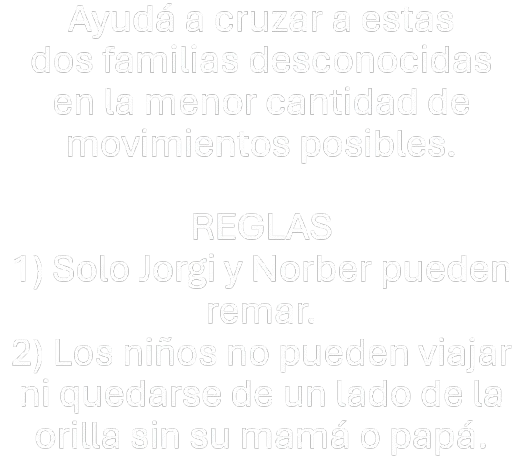 Ayudá a cruzar a estas
dos familias desconocidas
en la menor cantidad de
movimientos posibles.
REGLAS
1) Solo Jorgi y Norber pueden
remar.
2) Los niños no pueden viajar
ni quedarse de un lado de la
orilla sin su mamá o papá.